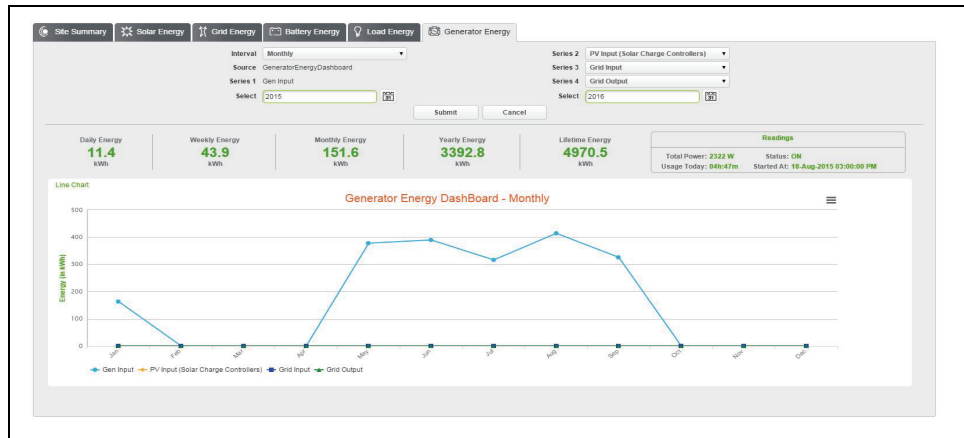 Site Summary Solar Energy Grid Energy Battery Energy Load Energy Generator Energy
Interval Monthly Series 2 PV Input (Solar Charge Controllers)
Source GeneratorEnergyDashboard Series 3 Grid Input
Series 1 Gen Input Series 4 Grid Output
Select 2015 Select 2016
Submit Cancel
Daily Energy Weekly Energy Monthly Energy Yearly Energy Lifetime Energy Readings
11.4 43.9 151.6 3392.8 4970.5
kWh kWh kWh kWh kWh
Total Power: 2322 W Status: ON
Usage Today: 04h:47m Started At: 18-Aug-2015 03:00:00 PM
Line Chart
Generator Energy DashBoard - Monthly
Energy (in kWh)
500
400
300
200
100
0
Jan Feb Mar Apr May Jun Jul Aug Sep Oct Nov Dec
Gen Input PV Input (Solar Charge Controllers) Grid Input Grid Output